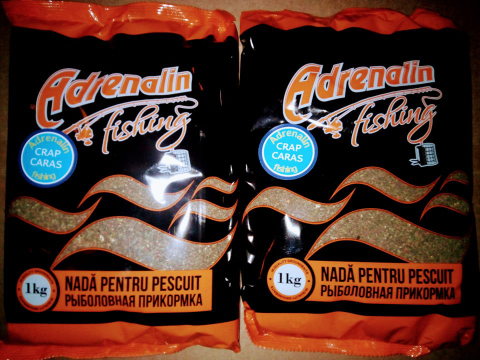 Adrenalin
fishing
Adrenalin
CRAP
CARAS
fishing
1kg
NADĂ PENTRU PESCUIT
РЫБОЛОВНАЯ ПРИКОРМКА
Adrenalin
fishing
Adrenalin
CRAP
CARAS
fishing
1kg
NADĂ PENTRU PESCUIT
РЫБОЛОВНАЯ ПРИКОРМКА